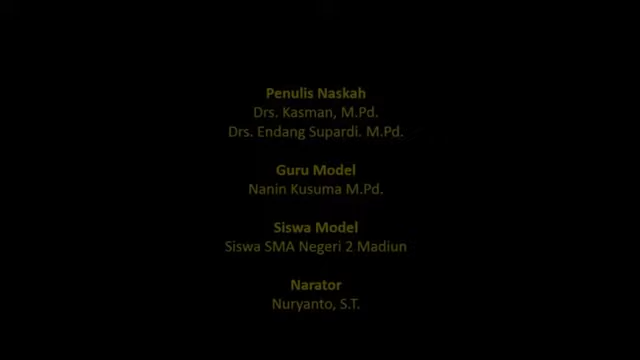 Penulis Naskah
Drs. Kasman, M.Pd.
Drs. Endang Supardi. M.Pd.
Guru Model
Nanin Kusuma M.Pd.
Siswa Model
Siswa SMA Negeri 2 Madiun
Narator
Nuryanto, S.T.